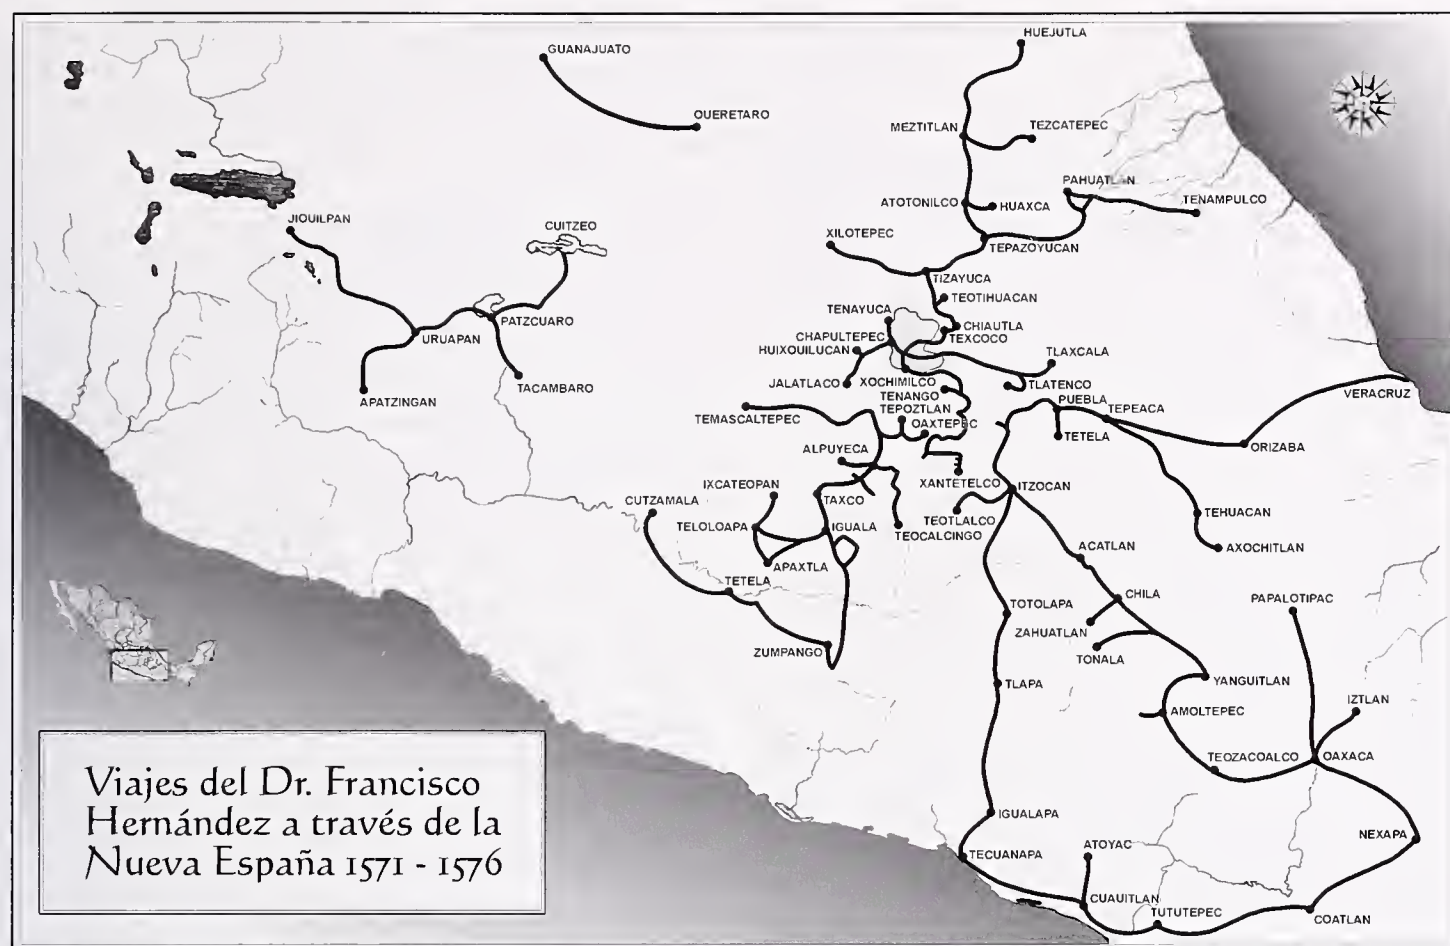 HUEJUTLA
GUANAJUATO
QUERETARO
MEZTITLAN
TEZCATEPEC
PAHUATLAN
TENAMPULCO
ATOTONILCO
HUAXCA
JIQUILPAN
CUITZEO
XILOTEPEC
TEPAZOYUCAN
TIZAYUCA
TEOTIHUACAN
TENAYUCA
PATZCUARO
CHIAUTLA
CHAPULTEPEC
TEXCOCO
URUAPAN
HUIXQUILUCAN
TLAXCALA
JALATLACO
XOCHIMILCO
TLATENCO
TACAMBARO
TENANGO
VERACRUZ
APATZINGAN
PUEBLA
TEPOZTLAN
TEPEACA
TEMASCALTEPEC
OAXTEPEC
TETELA
ORIZABA
ALPUYECA
IXCATEOPAN
XANTETELCO
ITZOCAN
CUTZAMALA
TAXCO
TEOTLALCO
TEHUACAN
TELOLOAPA
IGUALA
TEOCALCINGO
ACATLAN
AXOCHITLAN
APAXTLA
TETELA
CHILA
PAPALOTIPAC
TOTOLAPA
ZAHUATLAN
ZUMPANGO
TONALA
TLAPA
YANGUITLAN
IZTLAN
AMOLTEPEC
TEOZACOALCO
OAXACA
Viajes del Dr. Francisco
Hernández a través de la
Nueva España 1571 - 1576
IGUALAPA
NEXAPA
TECUANAPA
ATOYAC
CUAUITLAN
TUTUTEPEC
COATLAN